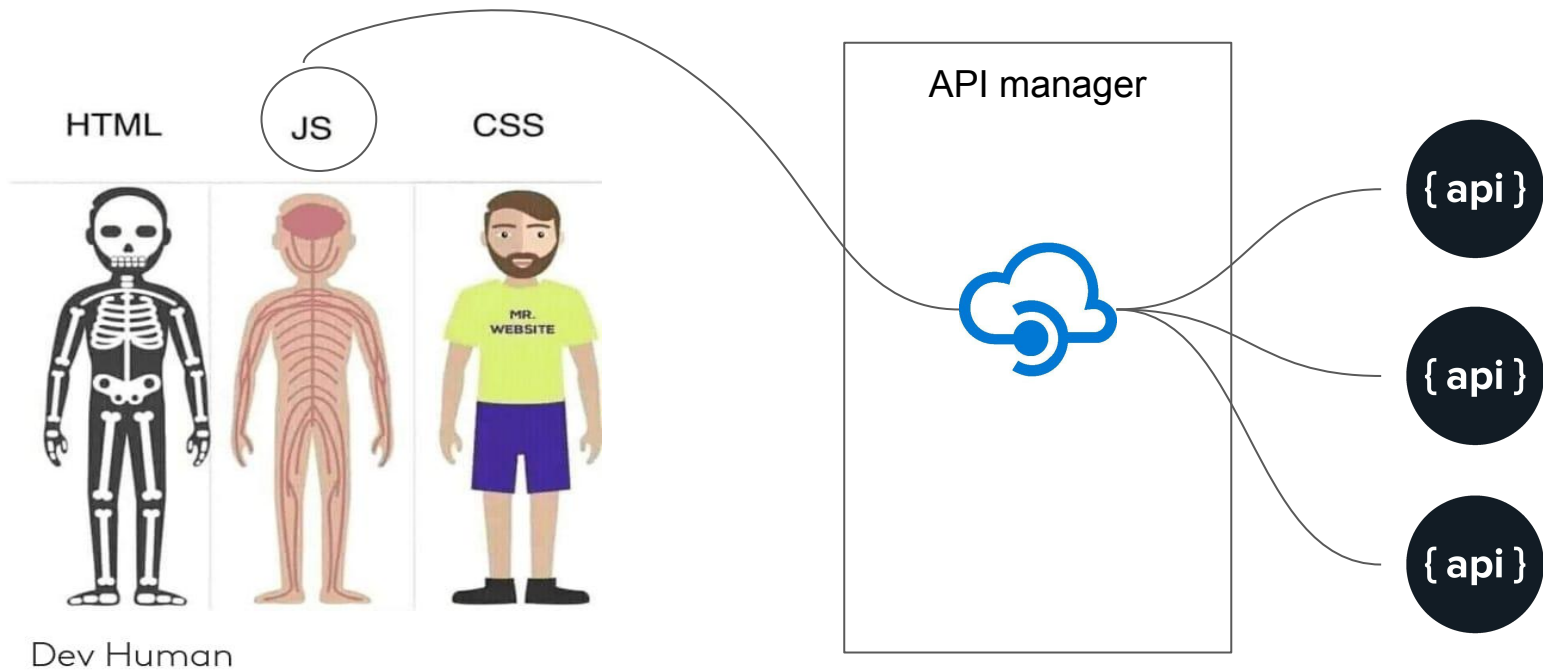 HTML
JS
CSS
MR.
WEBSITE
Dev Human
API manager
{ api }
{ api }
{ api }